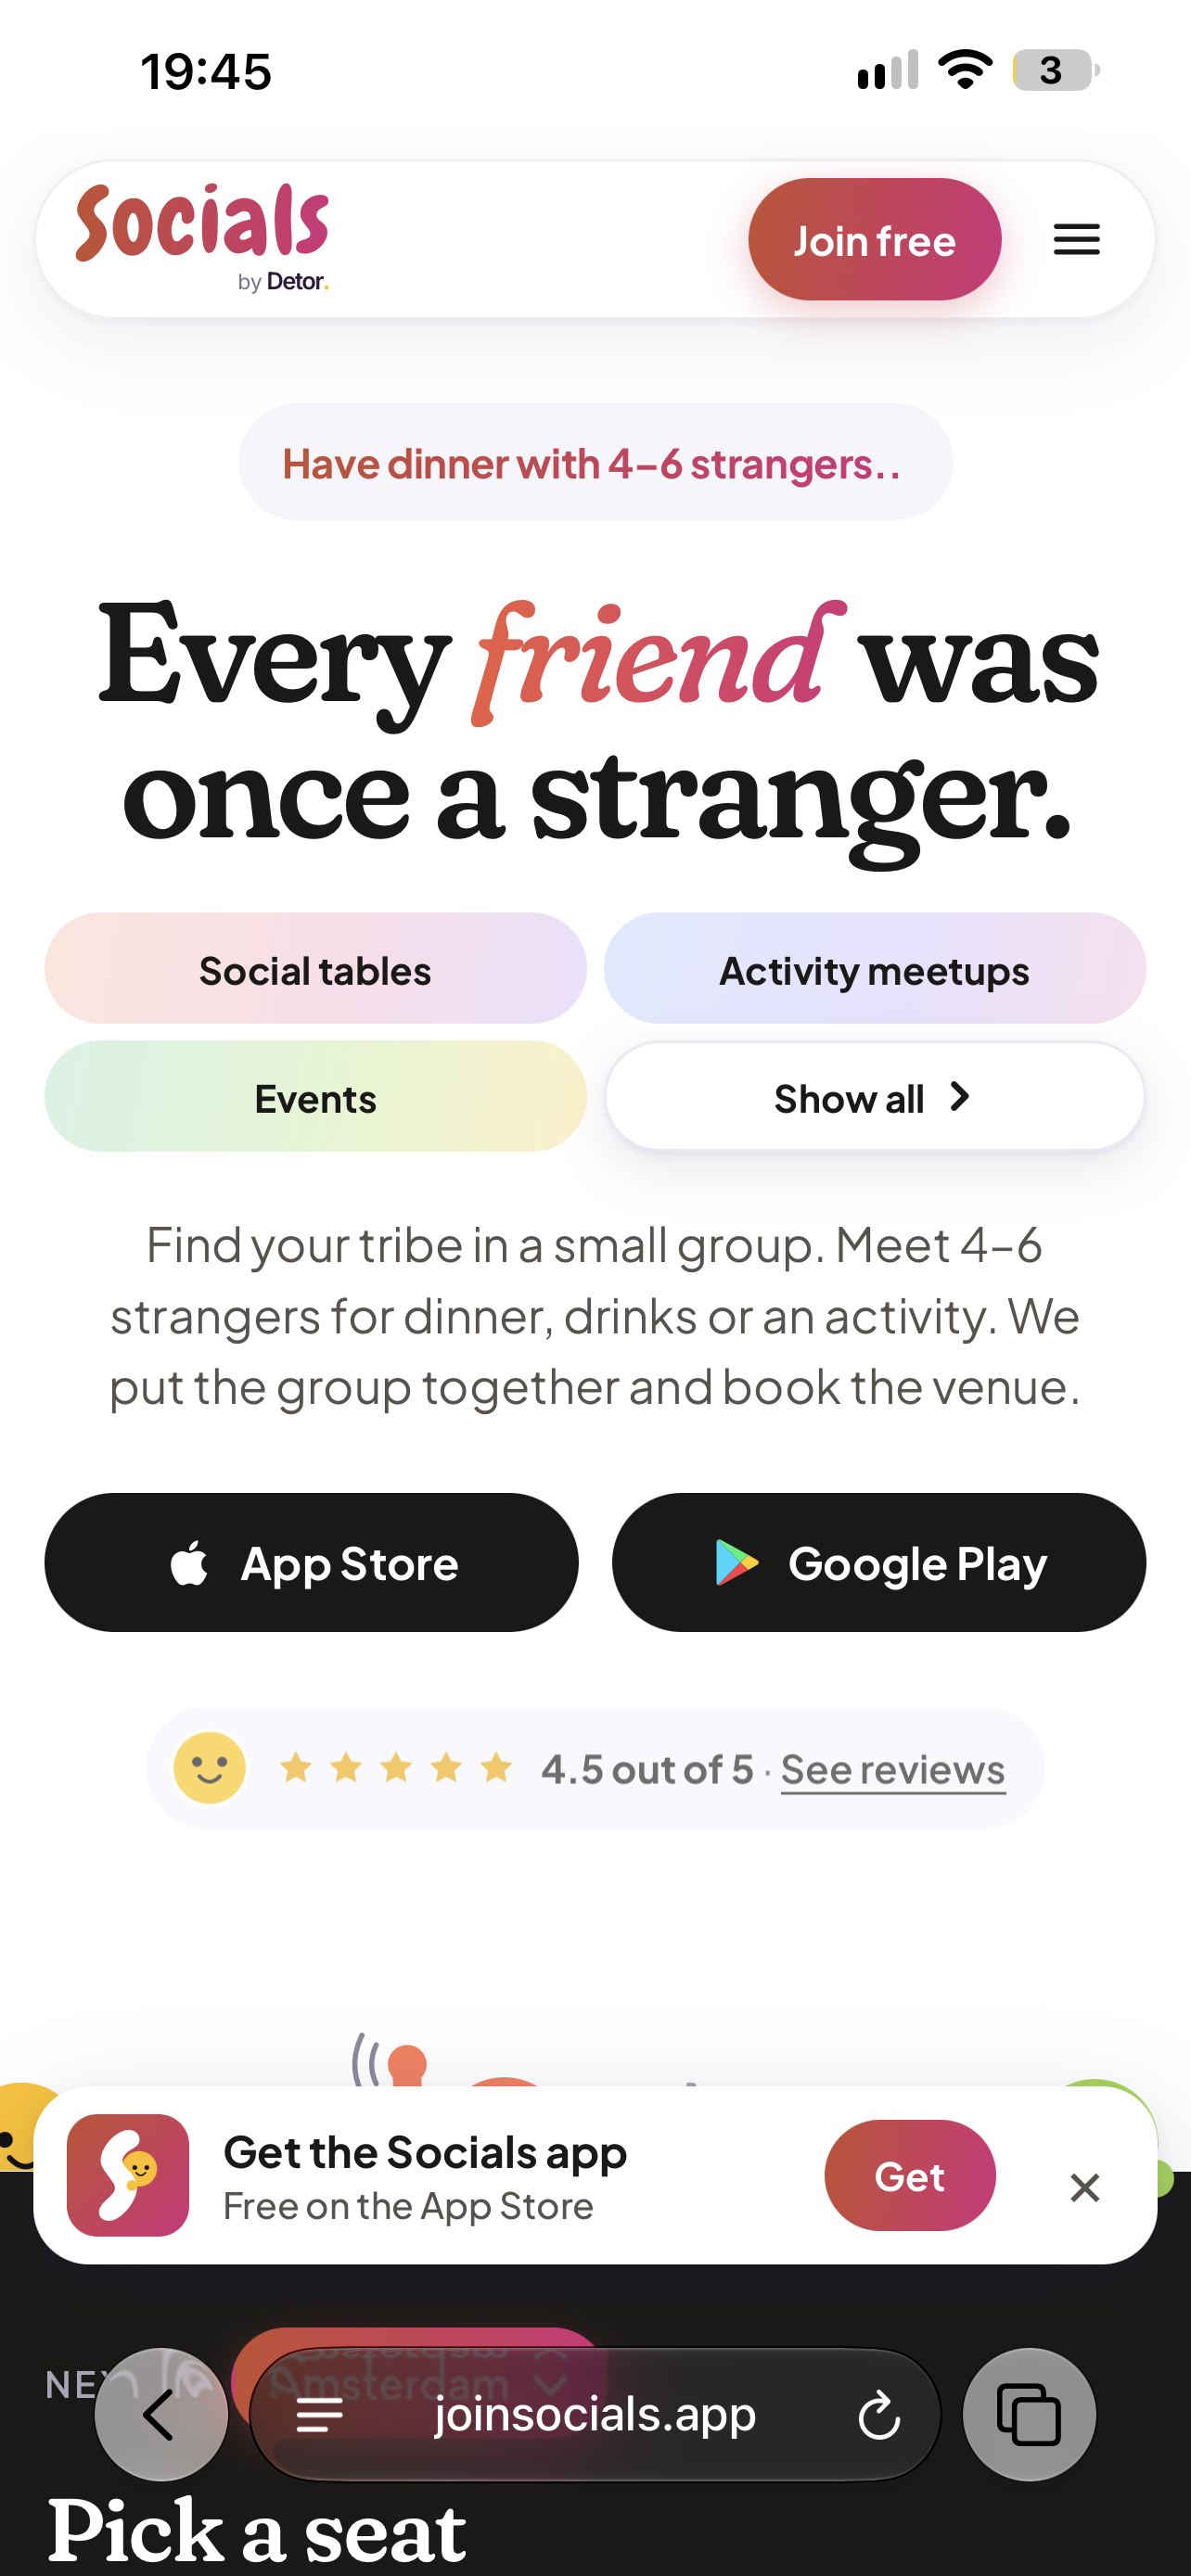 19:45
3
Socials
by Detor.
Join free
Have dinner with 4–6 strangers..
Every friend was
once a stranger.
Social tables
Activity meetups
Events
Show all
Find your tribe in a small group. Meet 4–6
strangers for dinner, drinks or an activity. We
put the group together and book the venue.
App Store
Google Play
4.5 out of 5 · See reviews
Get the Socials app
Free on the App Store
Get
Amsterdam
joinsocials.app
Pick a seat